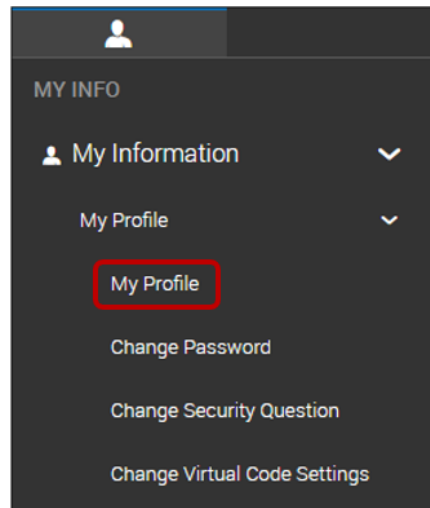 MY INFO
My Information
My Profile
My Profile
Change Password
Change Security Question
Change Virtual Code Settings